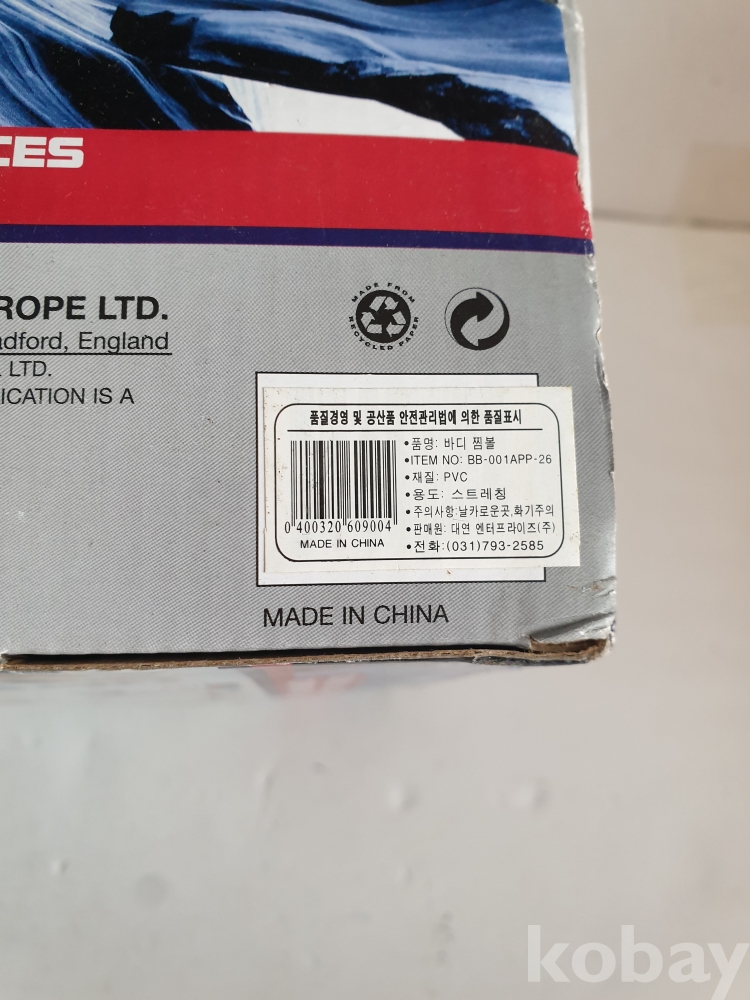 CES
ROPE LTD.
adford, England
LTD.
ICATION IS A
MADE FROM
RECYCLED PAPER
품질경영 및 공산품 안전관리법에 의한 품질표시
•품명: 바디 찜볼
•ITEM NO: BB-001APP-26
•재질: PVC
•용도: 스트레칭
•주의사항:날카로운곳,화기주의
•판매원: 대연 엔터프라이즈(주)
•전화:(031)793-2585
0 400320 609004
MADE IN CHINA
MADE IN CHINA
kobay